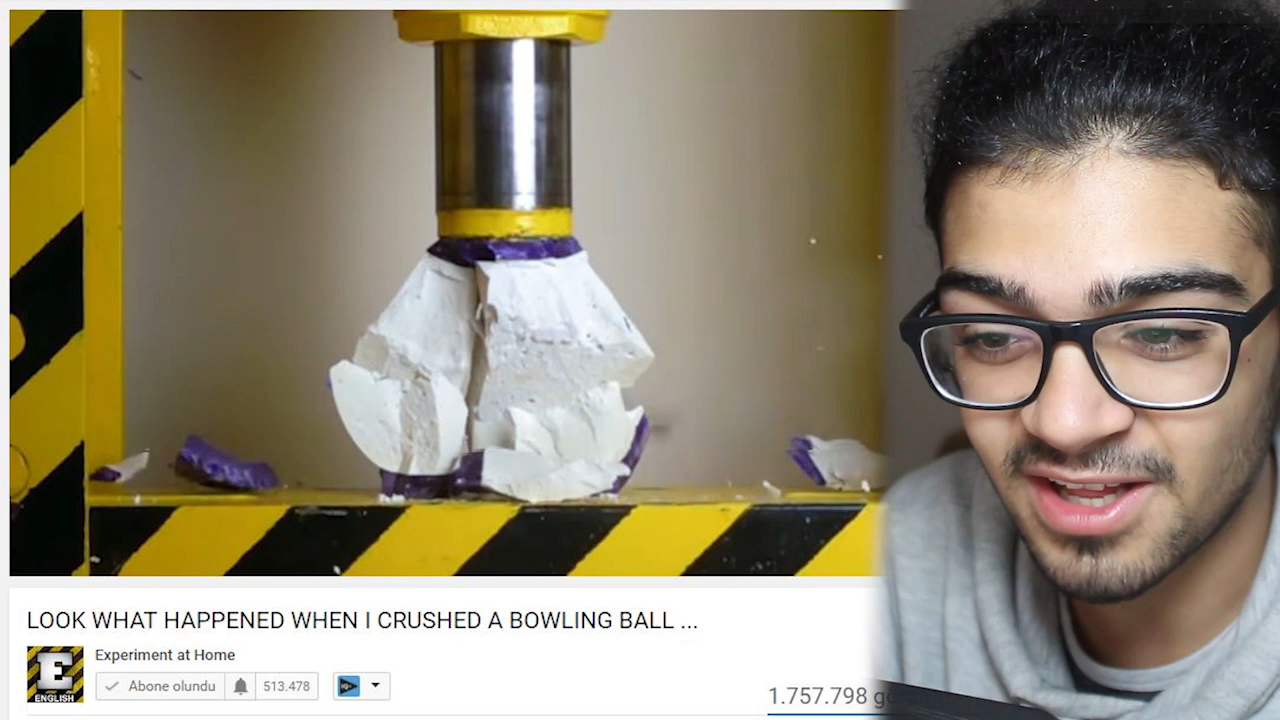 LOOK WHAT HAPPENED WHEN I CRUSHED A BOWLING BALL ...
E
ENGLISH
Experiment at Home
Abone olundu
513.478
1.757.798